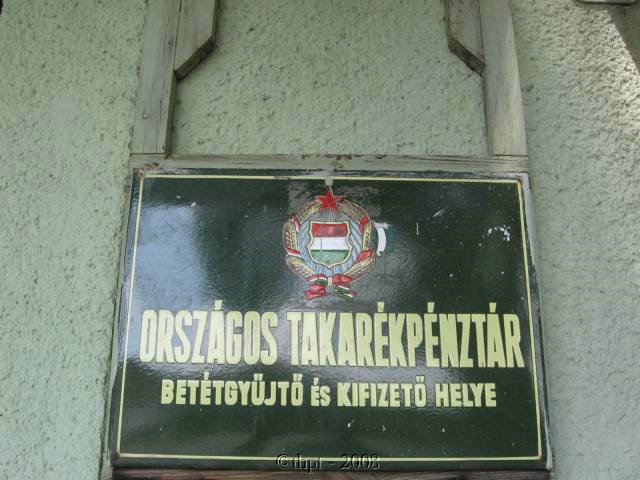 ORSZÁGOS TAKARÉKPÉNZTÁR
BETÉTGYŰJTŐ éS KIFIZETŐ HELYE
©thpt - 2008